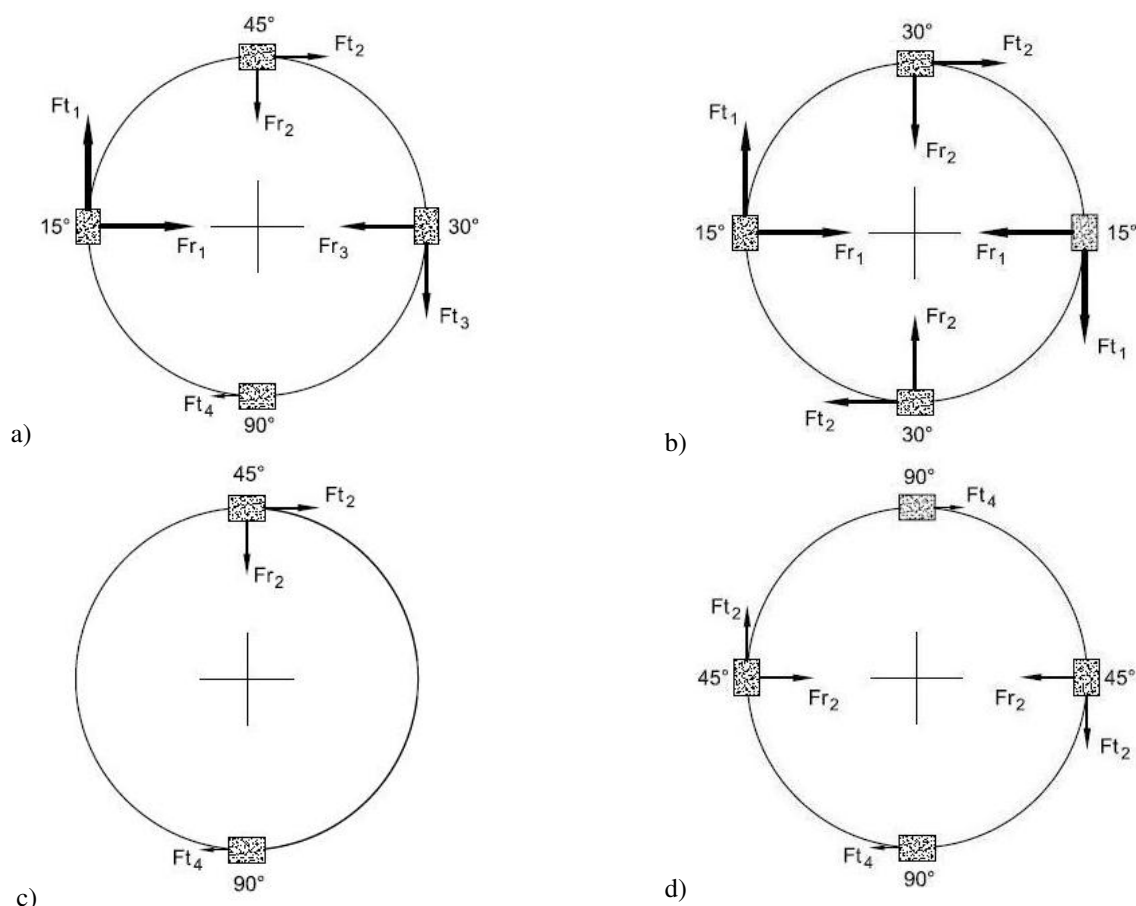 45°
Ft₂
Ft₁
Fr₂
15°
30°
Fr₁
Fr₃
Ft₃
Ft₄
90°
a)
30°
Ft₂
Ft₁
Fr₂
15°
15°
Fr₁
Fr₁
Fr₂
Ft₁
Ft₂
30°
b)
45°
Ft₂
Fr₂
Ft₄
90°
c)
90°
Ft₄
Ft₂
45°
45°
Fr₂
Fr₂
Ft₂
Ft₄
90°
d)